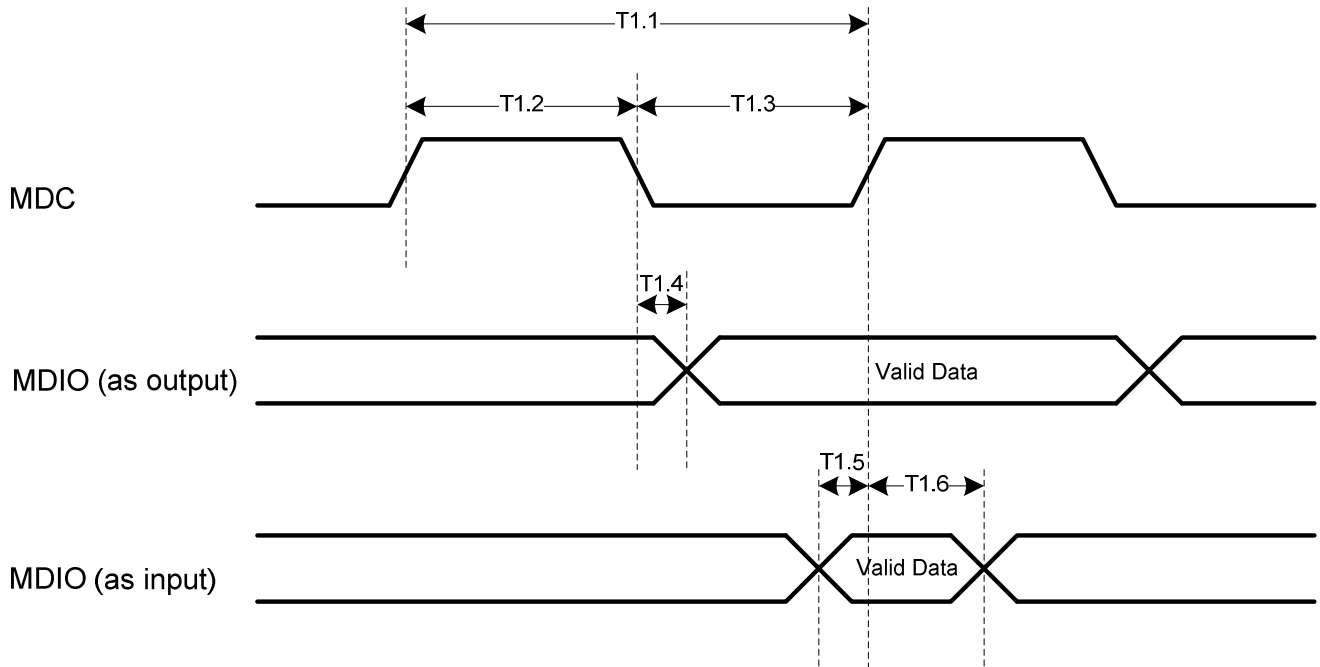 T1.1
T1.2
T1.3
MDC
T1.4
MDIO (as output)
Valid Data
T1.5
T1.6
MDIO (as input)
Valid Data